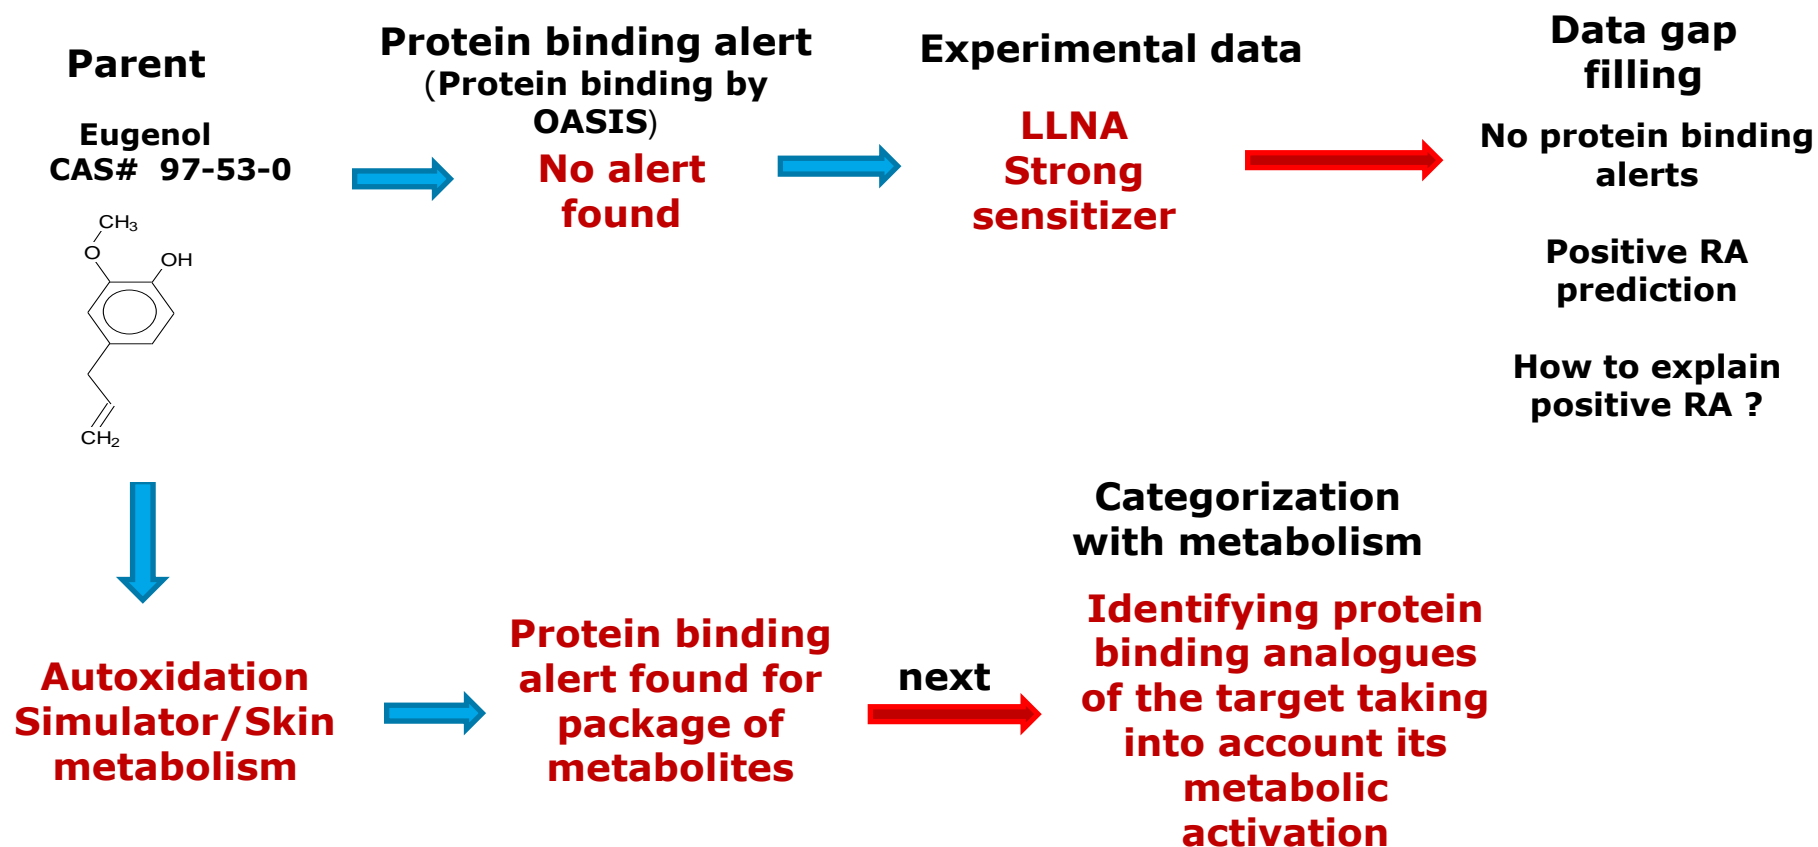 Parent
Eugenol
CAS# 97-53-0
CH3
O
OH
CH2
Protein binding alert
(Protein binding by
OASIS)
No alert
found
Experimental data
LLNA
Strong
sensitizer
Data gap
filling
No protein binding
alerts
Positive RA
prediction
How to explain
positive RA ?
Autoxidation
Simulator/Skin
metabolism
Protein binding
alert found for
package of
metabolites
next
Categorization
with metabolism
Identifying protein
binding analogues
of the target taking
into account its
metabolic
activation